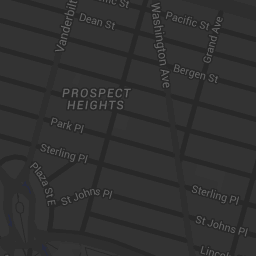 Pacific St
Dean St
Vanderbilt
Washington Ave
Grand Ave
Bergen St
PROSPECT
HEIGHTS
Park Pl
Sterling Pl
Plaza St E
St Johns Pl
Sterling Pl
St Johns Pl
Lincol